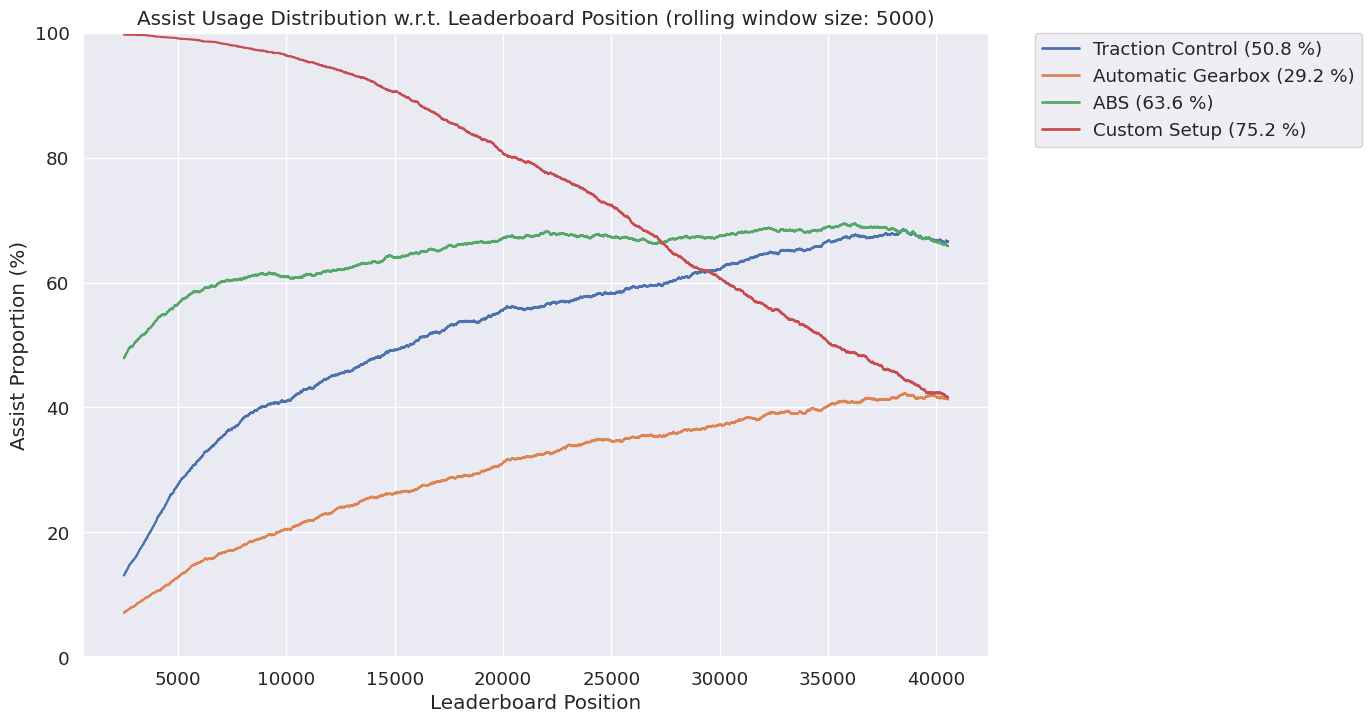 Assist Usage Distribution w.r.t. Leaderboard Position (rolling window size: 5000)
Traction Control (50.8 %)
Automatic Gearbox (29.2 %)
ABS (63.6 %)
Custom Setup (75.2 %)
Assist Proportion (%)
100
80
60
40
20
0
5000 10000 15000 20000 25000 30000 35000 40000
Leaderboard Position